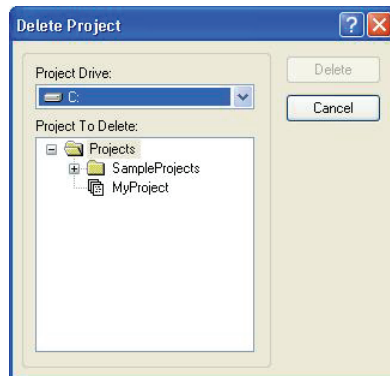 Delete Project
Project Drive:
C:
Project To Delete:
Projects
SampleProjects
MyProject
Delete
Cancel